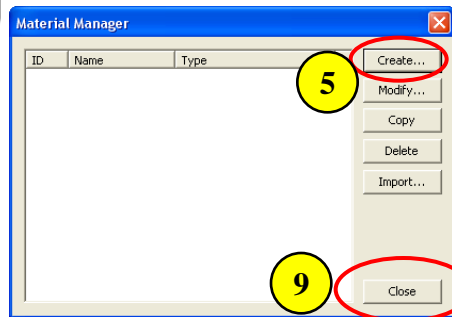 Material Manager
ID Name Type
Create...
5
Modify...
Copy
Delete
Import...
9
Close